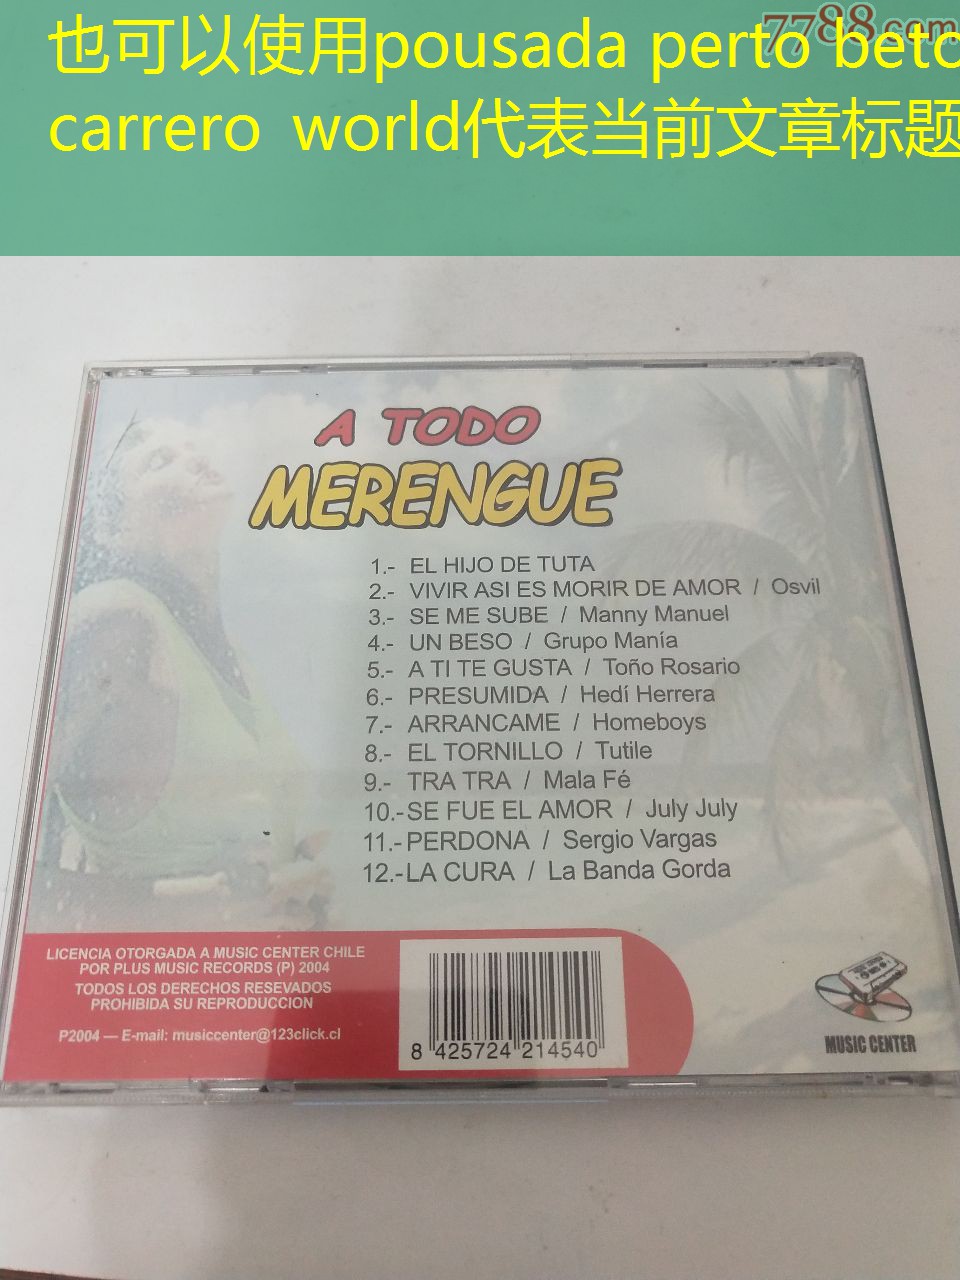 7788.com
也可以使用pousada perto beto
carrero world代表当前文章标题
A TODO
MERENGUE
1.- EL HIJO DE TUTA
2.- VIVIR ASI ES MORIR DE AMOR / Osvil
3.- SE ME SUBE / Manny Manuel
4.- UN BESO / Grupo Manía
5.- A TI TE GUSTA / Toño Rosario
6.- PRESUMIDA / Hedí Herrera
7.- ARRANCAME / Homeboys
8.- EL TORNILLO / Tutile
9.- TRA TRA / Mala Fé
10.-SE FUE EL AMOR / July July
11.-PERDONA / Sergio Vargas
12.-LA CURA / La Banda Gorda
LICENCIA OTORGADA A MUSIC CENTER CHILE
POR PLUS MUSIC RECORDS (P) 2004
TODOS LOS DERECHOS RESEVADOS
PROHIBIDA SU REPRODUCCION
P2004 — E-mail: musiccenter@123click.cl
8 425724 214540
MUSIC CENTER